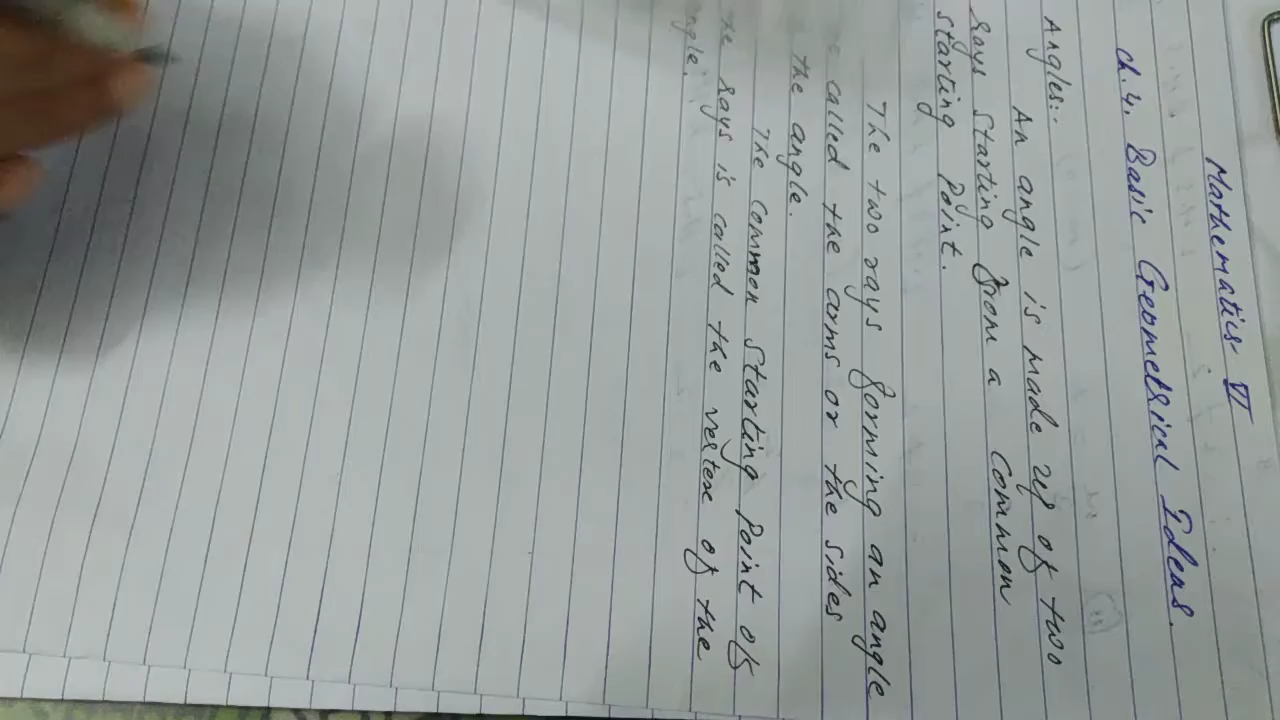 Mathematics VI
Ch. 4. Basic Geometrical Ideas.
Angles:-
An angle is made up of two
rays starting from a common
starting point.
The two rays forming an angle
called the arms or the sides
the angle.
The common starting point of
the rays is called the vertex of the
angle.